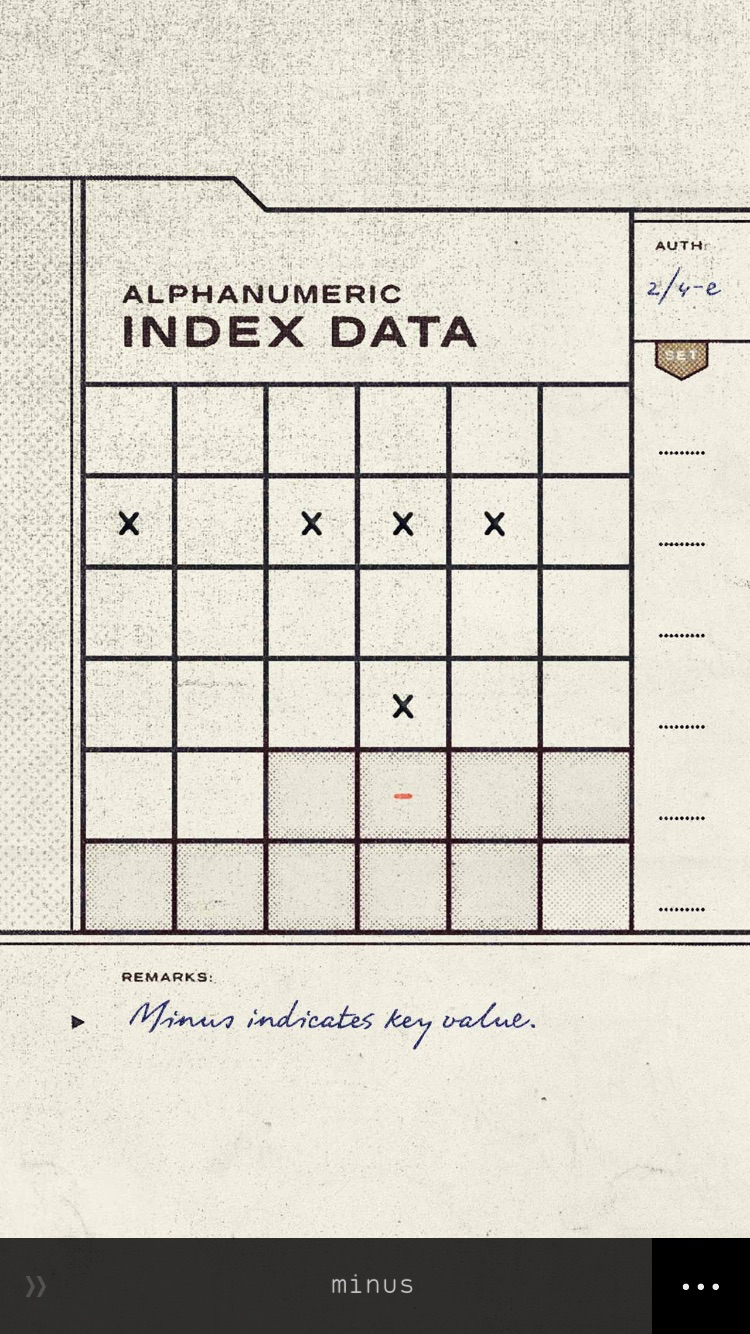 AUTH:
2/4-e
ALPHANUMERIC
INDEX DATA
SET
X X X X
X
-
REMARKS:
Minus indicates key value.
minus